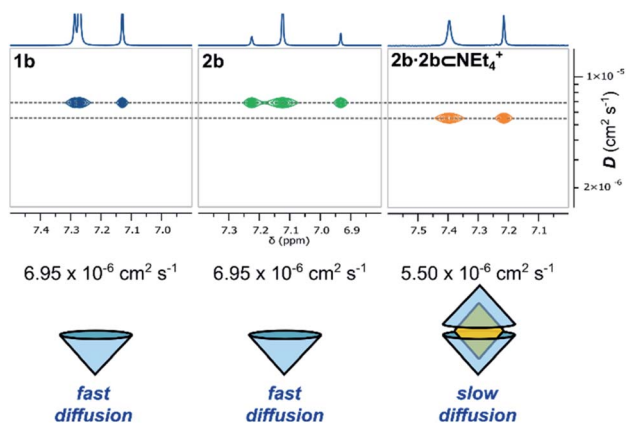 1b
2b
2b·2b⊂NEt₄⁺
1×10⁻⁵
D (cm² s⁻¹)
2×10⁻⁶
7.4 7.3 7.2 7.1 7.0
7.3 7.2 7.1 7.0 6.9
7.5 7.4 7.3 7.2 7.1
δ (ppm)
6.95 x 10⁻⁶ cm² s⁻¹
6.95 x 10⁻⁶ cm² s⁻¹
5.50 x 10⁻⁶ cm² s⁻¹
fast
diffusion
fast
diffusion
slow
diffusion